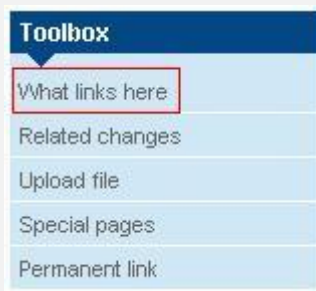 Toolbox
What links here
Related changes
Upload file
Special pages
Permanent link